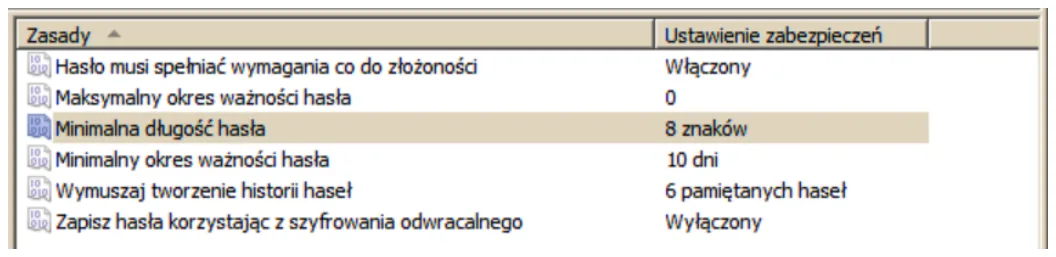 Zasady Ustawienie zabezpieczeń
Hasło musi spełniać wymagania co do złożoności Włączony
Maksymalny okres ważności hasła 0
Minimalna długość hasła 8 znaków
Minimalny okres ważności hasła 10 dni
Wymuszaj tworzenie historii haseł 6 pamiętanych haseł
Zapisz hasła korzystając z szyfrowania odwracalnego Wyłączony